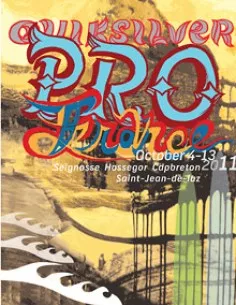 QUIKSILVER
PRO
France
October 4-13
2011
Seignosse Hossegor Capbreton
Saint-Jean-de-luz